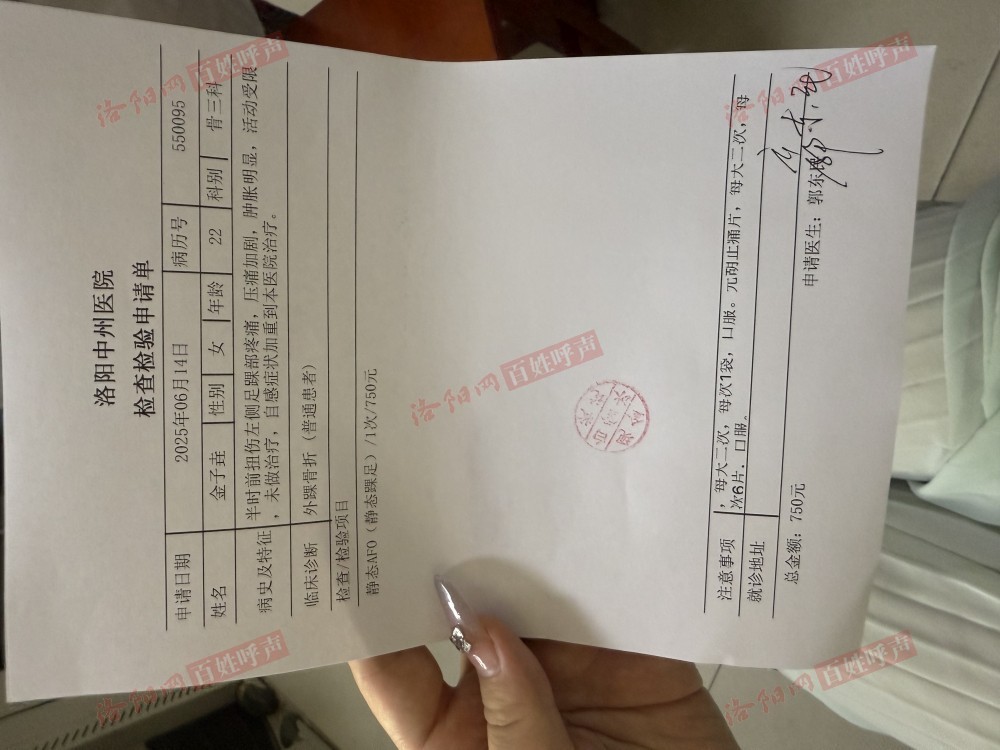 洛阳中州医院
检查检验申请单
申请日期 2025年06月14日 病历号 550095
姓名 金子垚 性别 女 年龄 22 科别 骨三科
病史及特征 半时前扭伤左侧足踝部疼痛，压痛加剧，肿胀明显，活动受限
，未做治疗，自感症状加重到本医院治疗。
临床诊断 外踝骨折（普通患者）
检查/检验项目
静态AFO（静态踝足）/1次/750元
注意事项 ，每大二次，每次1袋，口服。元胡止痛片，每大二次，每
次6片．口服。
就诊地址
总金额：750元
申请医生：郭东
洛阳网 百姓呼声
洛阳网 百姓呼声
洛阳网 百姓呼声
洛阳网 百姓呼声
洛阳网 百姓呼声